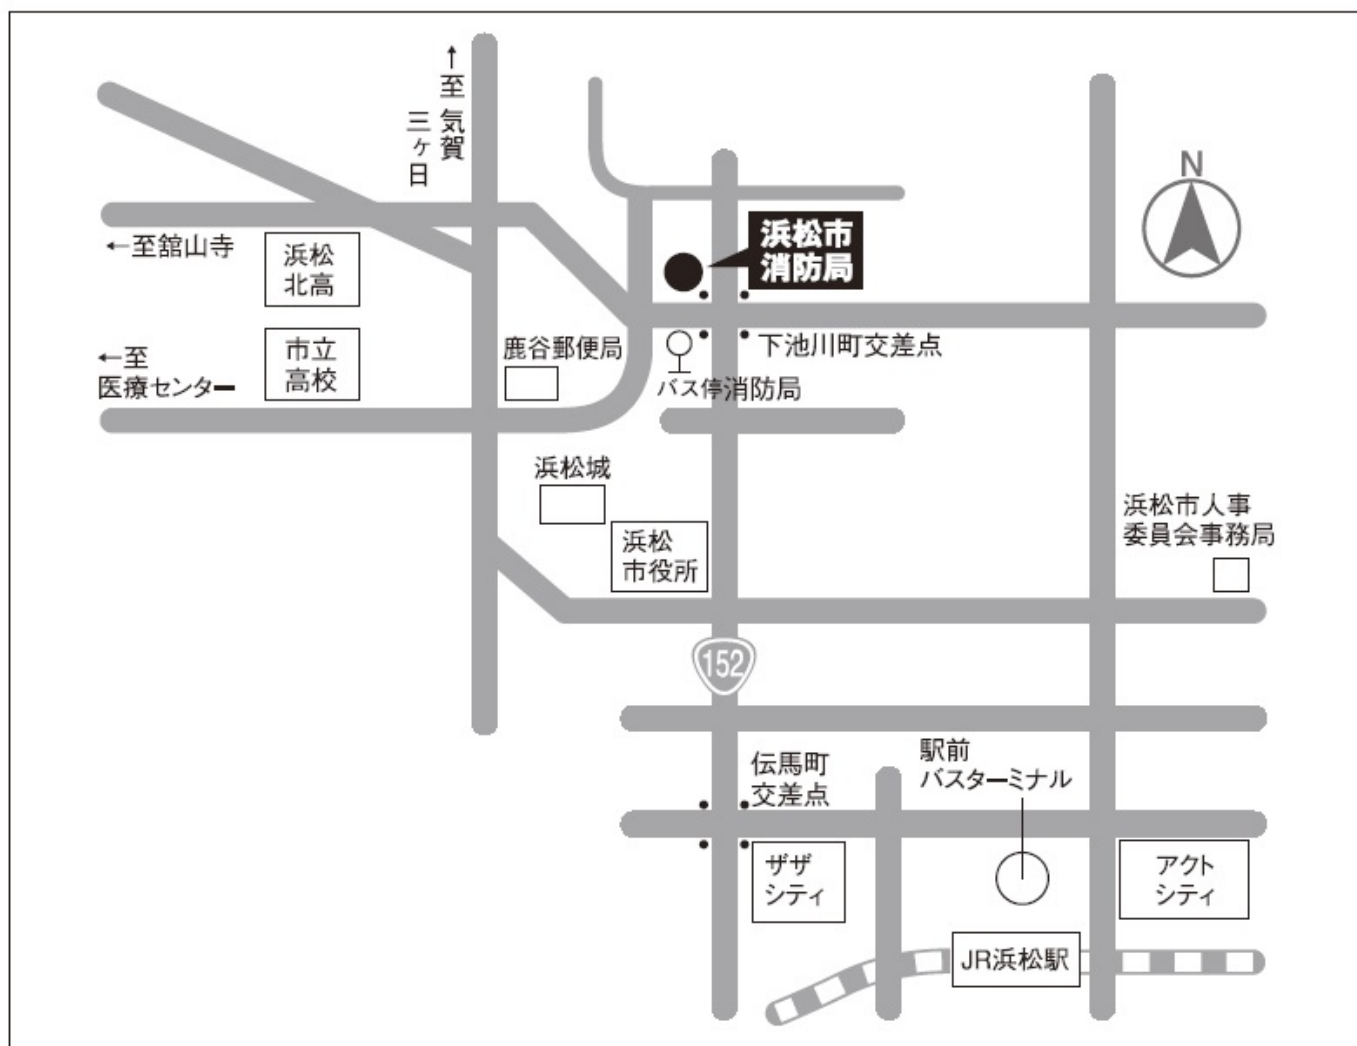 ↑至 気賀
三ヶ日
N
浜松市
消防局
←至舘山寺
浜松
北高
市立
高校
←至
医療センター
鹿谷郵便局
下池川町交差点
バス停消防局
浜松城
浜松
市役所
浜松市人事
委員会事務局
152
伝馬町
交差点
駅前
バスターミナル
ザザ
シティ
アクト
シティ
JR浜松駅